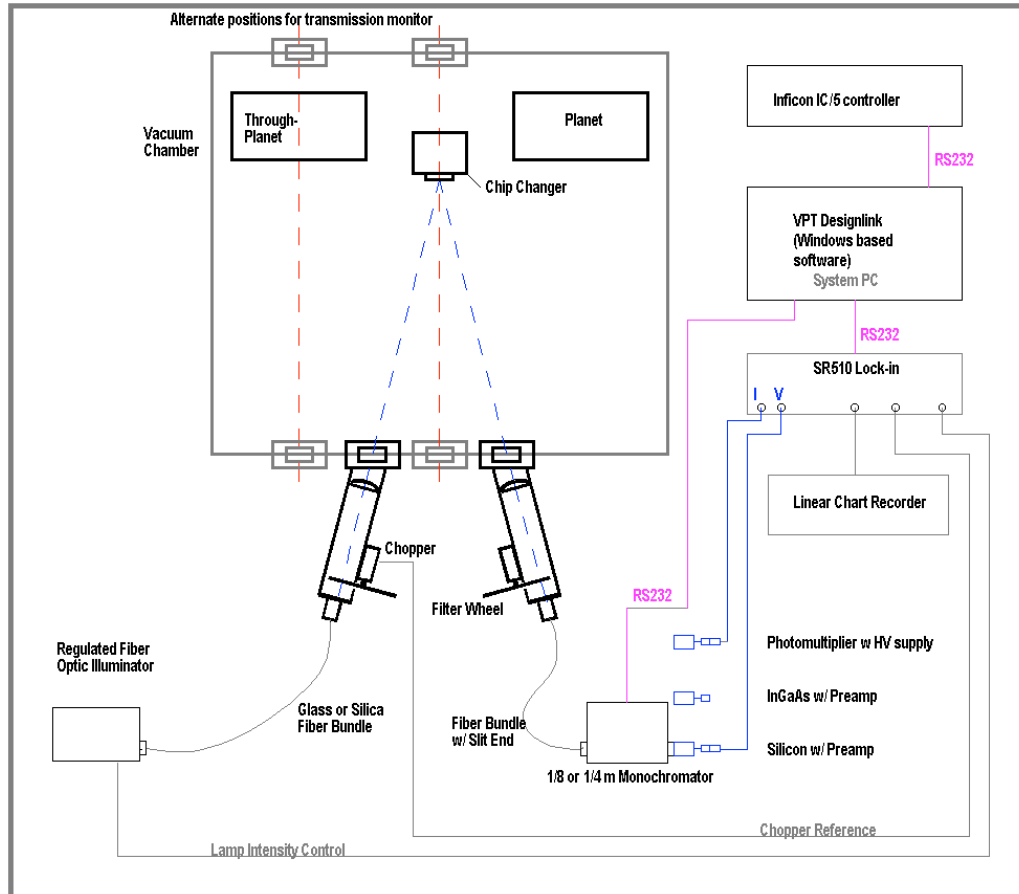 Alternate positions for transmission monitor
Through-
Planet
Planet
Vacuum
Chamber
Chip Changer
Inficon IC/5 controller
RS232
VPT Designlink
(Windows based
software)
System PC
RS232
SR510 Lock-in
I V
Linear Chart Recorder
Chopper
Filter Wheel
RS232
Photomultiplier w HV supply
Regulated Fiber
Optic Illuminator
InGaAs w/ Preamp
Glass or Silica
Fiber Bundle
Fiber Bundle
w/ Slit End
Silicon w/ Preamp
1/8 or 1/4 m Monochromator
Chopper Reference
Lamp Intensity Control